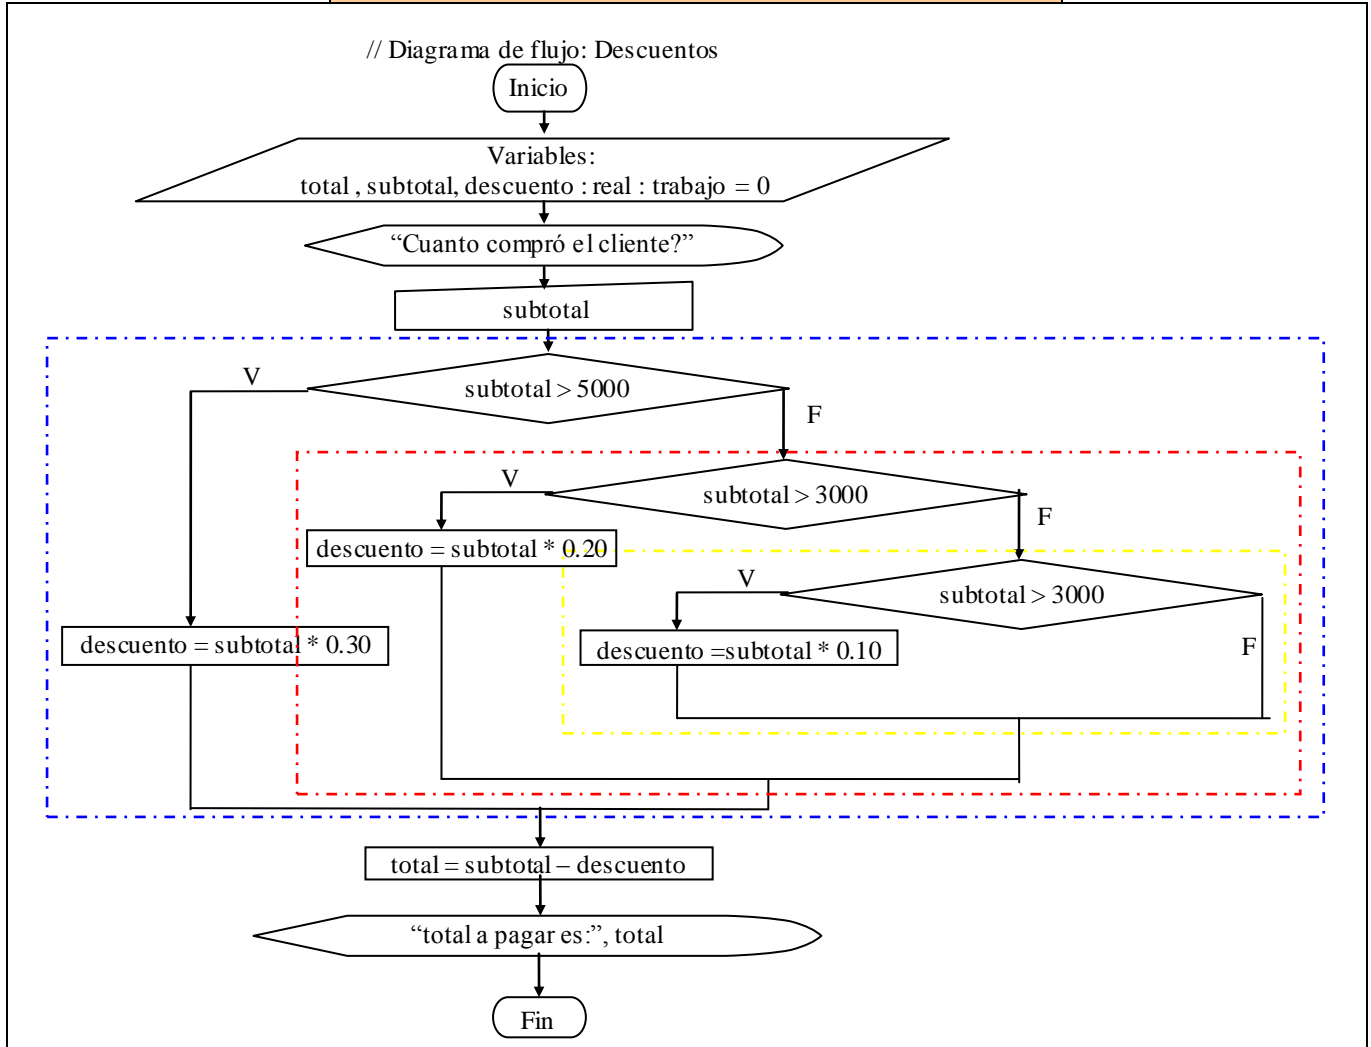 // Diagrama de flujo: Descuentos
Inicio
Variables:
total , subtotal, descuento : real : trabajo = 0
“Cuanto compró el cliente?”
subtotal
subtotal > 5000
V
F
subtotal > 3000
V
F
descuento = subtotal * 0.20
subtotal > 3000
V
F
descuento = subtotal * 0.30
descuento =subtotal * 0.10
total = subtotal – descuento
“total a pagar es:”, total
Fin